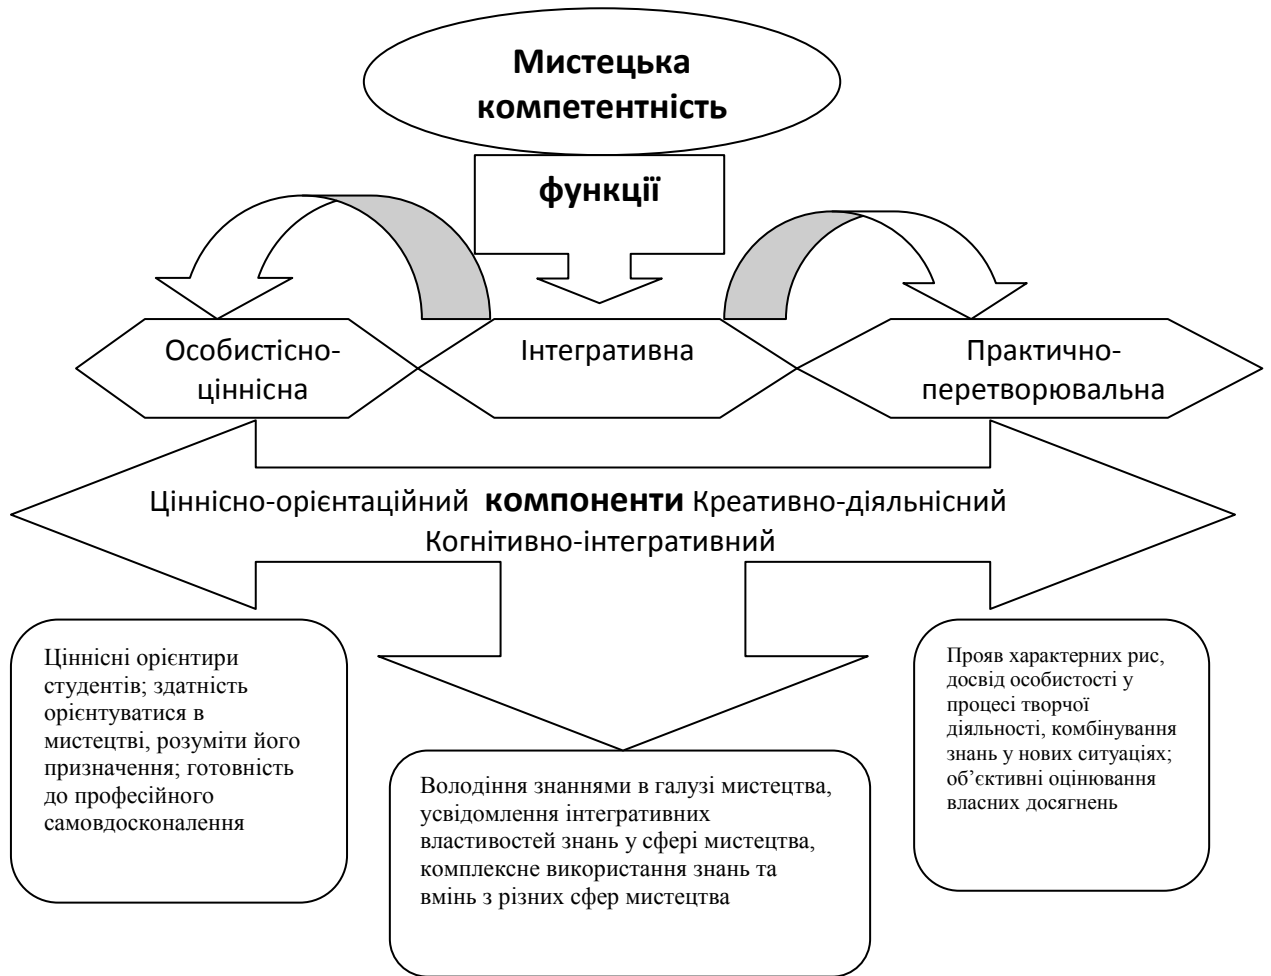 Мистецька
компетентність
функції
Особистісно-
ціннісна
Інтегративна
Практично-
перетворювальна
Ціннісно-орієнтаційний компоненти Креативно-діяльнісний
Когнітивно-інтегративний
Ціннісні орієнтири
студентів; здатність
орієнтуватися в
мистецтві, розуміти його
призначення; готовність
до професійного
самовдосконалення
Володіння знаннями в галузі мистецтва,
усвідомлення інтегративних
властивостей знань у сфері мистецтва,
комплексне використання знань та
вмінь з різних сфер мистецтва
Прояв характерних рис,
досвід особистості у
процесі творчої
діяльності, комбінування
знань у нових ситуаціях;
об’єктивні оцінювання
власних досягнень